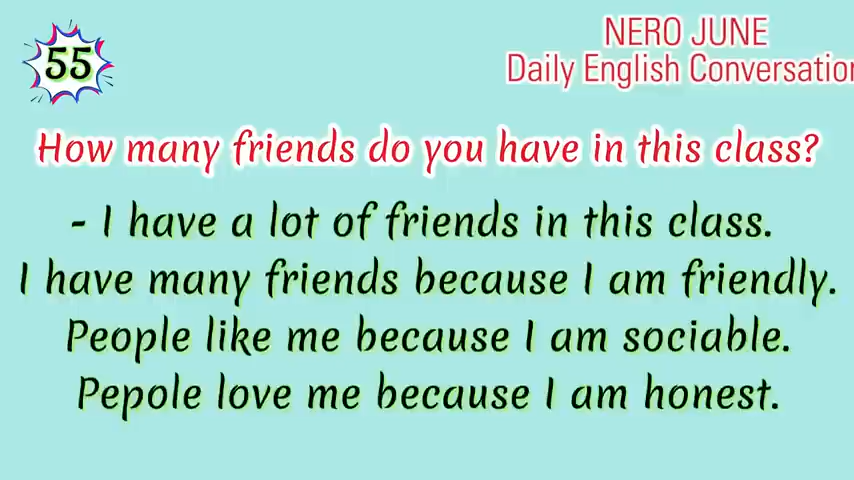 55
NERO JUNE
Daily English Conversation
How many friends do you have in this class?
- I have a lot of friends in this class.
I have many friends because I am friendly.
People like me because I am sociable.
Pepole love me because I am honest.